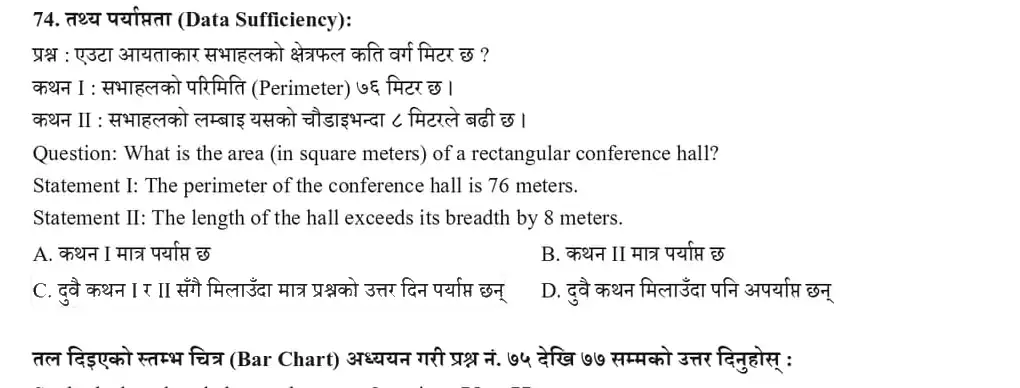 74. तथ्य पर्याप्तता (Data Sufficiency):
प्रश्न : एउटा आयताकार सभाहलको क्षेत्रफल कति वर्ग मिटर छ ?
कथन I : सभाहलको परिमिति (Perimeter) ७६ मिटर छ ।
कथन II : सभाहलको लम्बाइ यसको चौडाइभन्दा ८ मिटरले बढी छ ।
Question: What is the area (in square meters) of a rectangular conference hall?
Statement I: The perimeter of the conference hall is 76 meters.
Statement II: The length of the hall exceeds its breadth by 8 meters.
A. कथन I मात्र पर्याप्त छ B. कथन II मात्र पर्याप्त छ
C. दुवै कथन I र II सँगै मिलाउँदा मात्र प्रश्नको उत्तर दिन पर्याप्त छन् D. दुवै कथन मिलाउँदा पनि अपर्याप्त छन्
तल दिइएको स्तम्भ चित्र (Bar Chart) अध्ययन गरी प्रश्न नं. ७५ देखि ७७ सम्मको उत्तर दिनुहोस् :